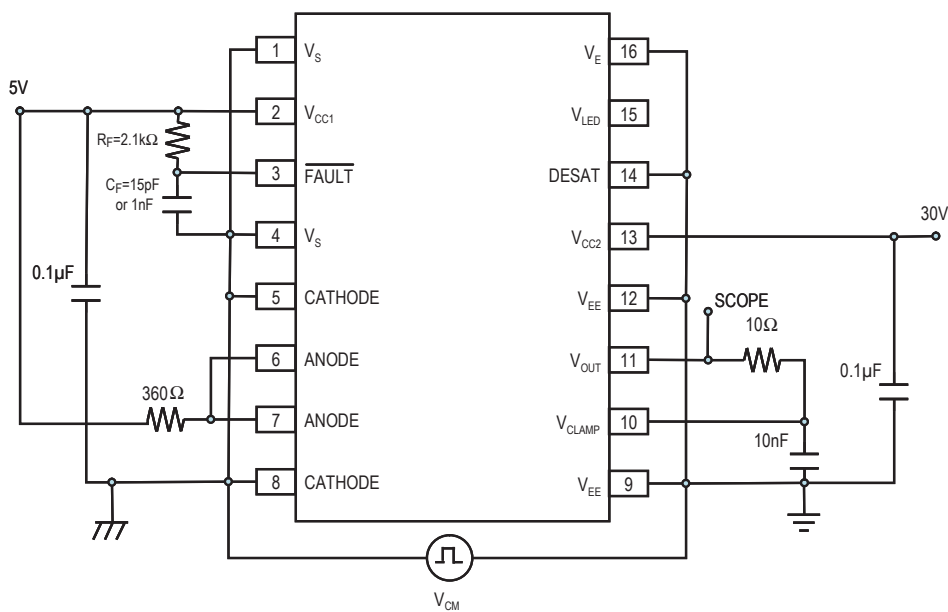 1
V_S
V_E
16
5V
2
V_CC1
V_LED
15
R_F=2.1kΩ
3
F̅A̅U̅L̅T̅
DESAT
14
C_F=15pF
or 1nF
30V
4
V_S
V_CC2
13
0.1µF
5
CATHODE
V_EE
12
SCOPE
10Ω
6
ANODE
V_OUT
11
0.1µF
360Ω
7
ANODE
V_CLAMP
10
10nF
8
CATHODE
V_EE
9
V_CM